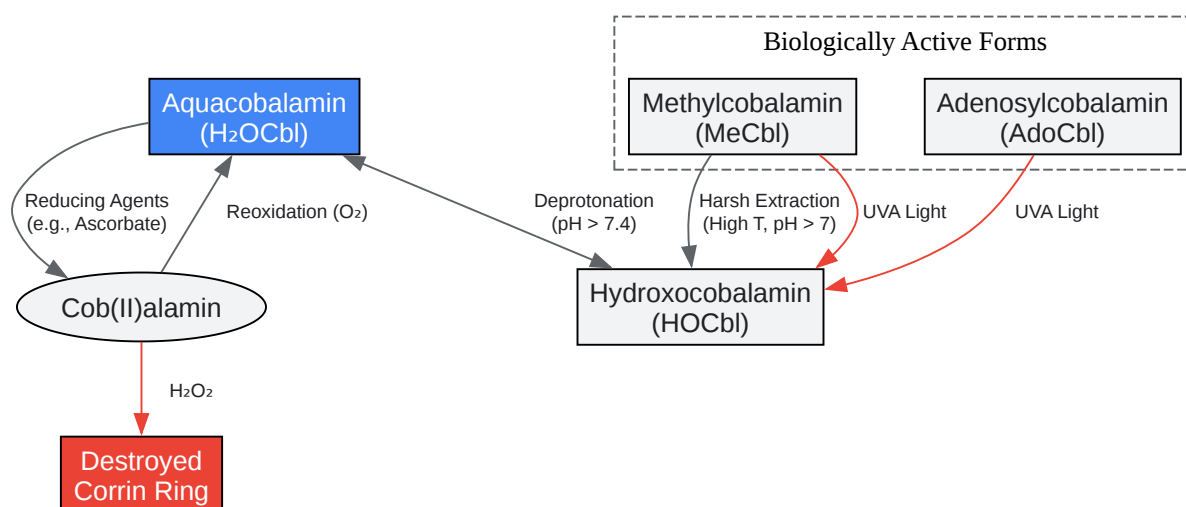 Biologically Active Forms
Aquacobalamin
(H₂OCbl)
Methylcobalamin
(MeCbl)
Adenosylcobalamin
(AdoCbl)
Reducing Agents
(e.g., Ascorbate)
Reoxidation (O₂)
Deprotonation
(pH > 7.4)
Harsh Extraction
(High T, pH > 7)
UVA Light
UVA Light
Cob(II)alamin
Hydroxocobalamin
(HOCbl)
H₂O₂
Destroyed
Corrin Ring